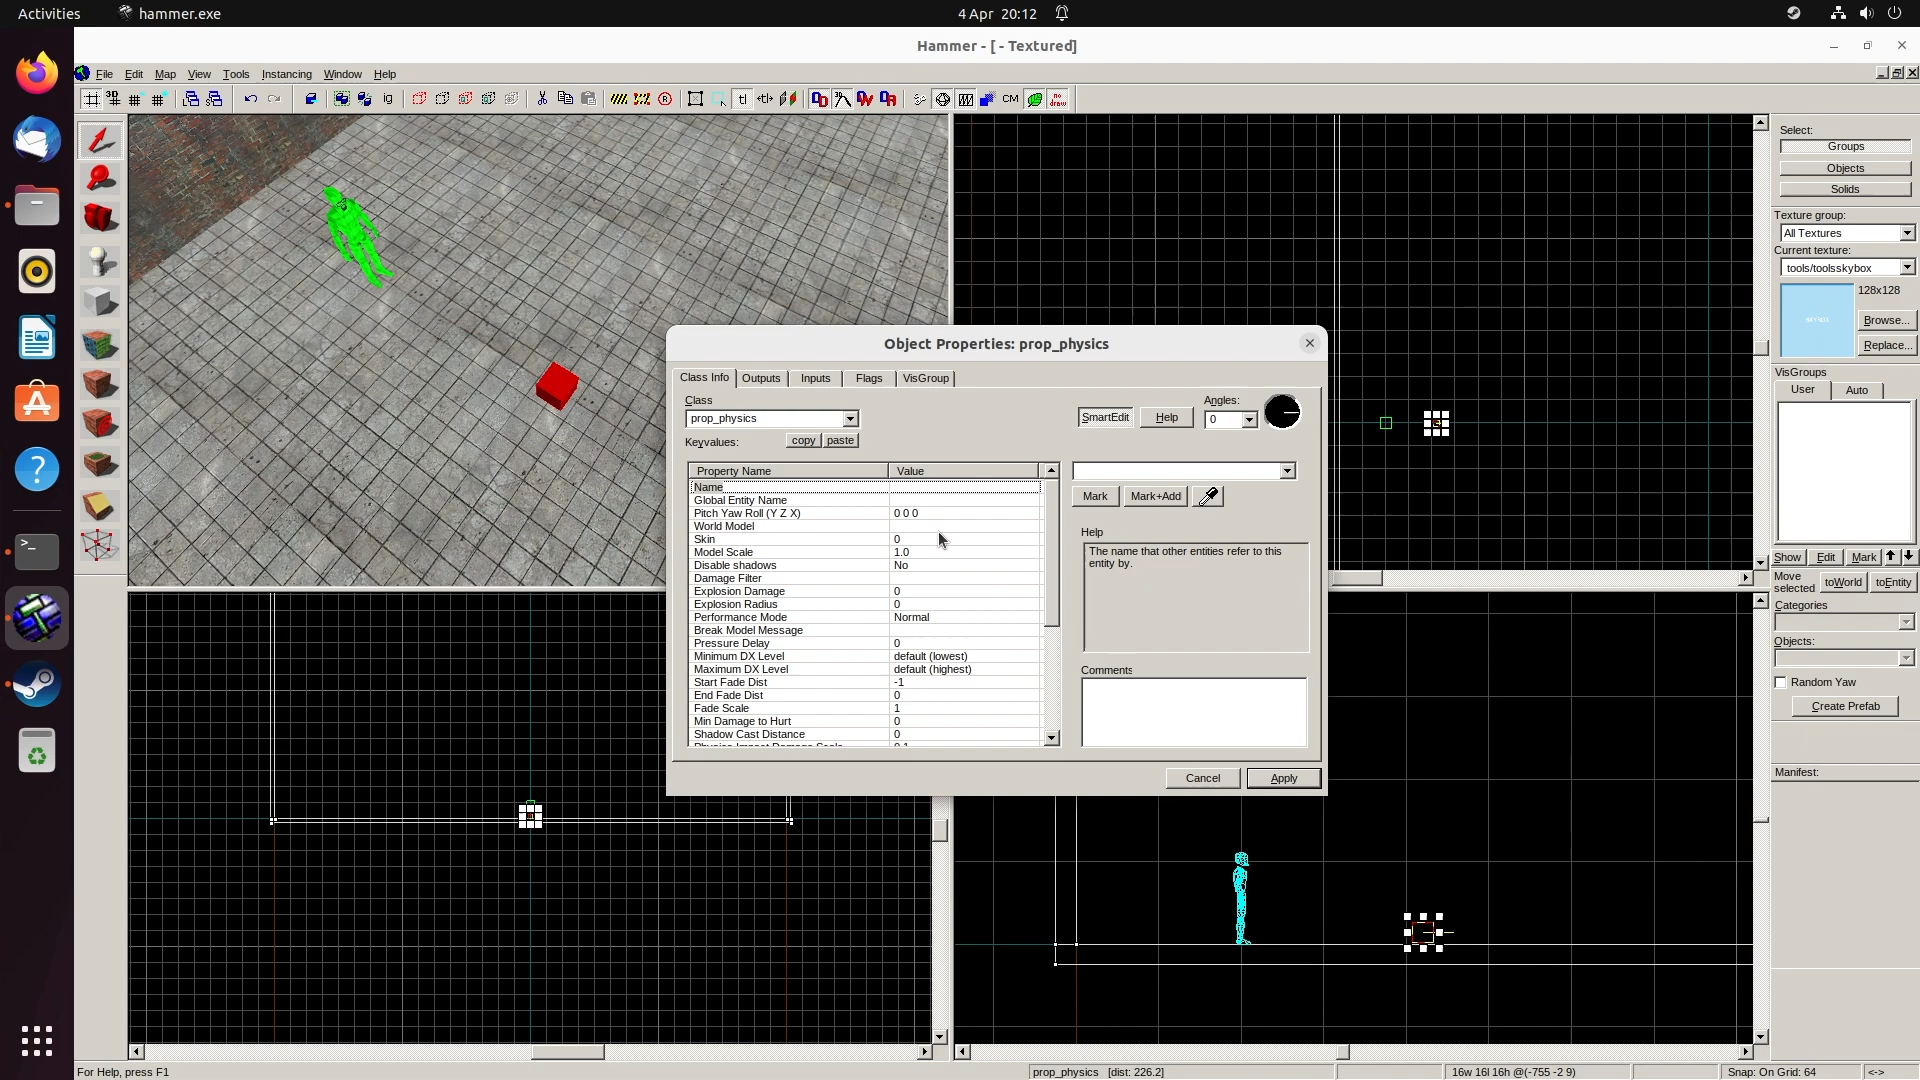 Activities
hammer.exe
4 Apr 20:12
Hammer - [ - Textured]
File Edit Map View Tools Instancing Window Help
ig
tl
CM
Select:
Groups
Objects
Solids
Texture group:
All Textures
Current texture:
tools/toolsskybox
128x128
Browse...
Replace...
VisGroups
User Auto
Show Edit Mark
Move selected toWorld toEntity
Categories
Objects:
Random Yaw
Create Prefab
Manifest:
Object Properties: prop_physics
Class Info Outputs Inputs Flags VisGroup
Class
prop_physics
Keyvalues: copy paste
SmartEdit Help
Angles:
0
Property Name Value
Name
Global Entity Name
Pitch Yaw Roll (Y Z X) 0 0 0
World Model
Skin 0
Model Scale 1.0
Disable shadows No
Damage Filter
Explosion Damage 0
Explosion Radius 0
Performance Mode Normal
Break Model Message
Pressure Delay 0
Minimum DX Level default (lowest)
Maximum DX Level default (highest)
Start Fade Dist -1
End Fade Dist 0
Fade Scale 1
Min Damage to Hurt 0
Shadow Cast Distance 0
Physics Impact Damage Scale 0.1
Mark Mark+Add
Help
The name that other entities refer to this
entity by.
Comments
Cancel Apply
For Help, press F1
prop_physics [dist: 226.2]
16w 16l 16h @(-755 -2 9)
Snap: On Grid: 64
<->